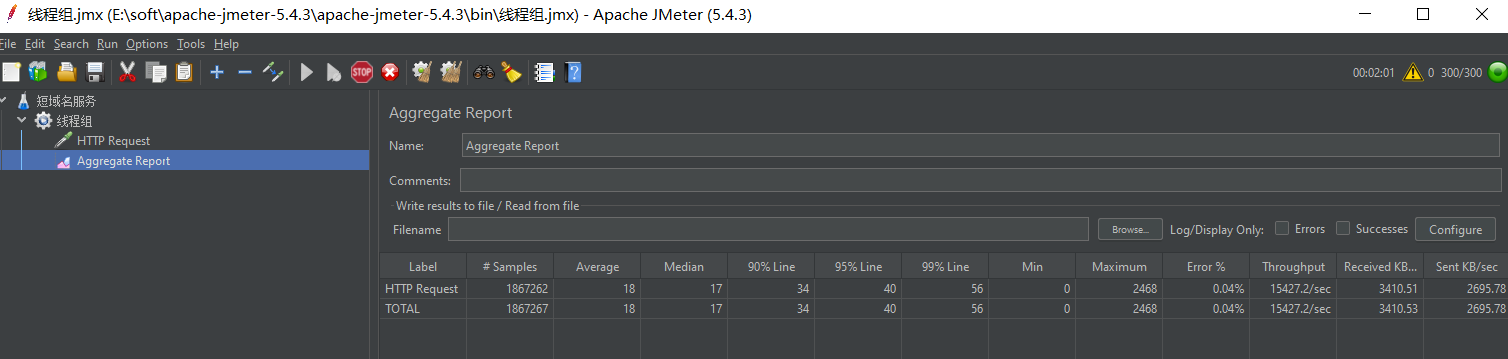 线程组.jmx (E:\soft\apache-jmeter-5.4.3\apache-jmeter-5.4.3\bin\线程组.jmx) - Apache JMeter (5.4.3)
File Edit Search Run Options Tools Help
STOP 00:02:01 0 300/300
短域名服务
线程组
HTTP Request
Aggregate Report
Aggregate Report
Name: Aggregate Report
Comments:
Write results to file / Read from file
Filename Browse... Log/Display Only: Errors Successes Configure
Label # Samples Average Median 90% Line 95% Line 99% Line Min Maximum Error % Throughput Received KB... Sent KB/sec
HTTP Request 1867262 18 17 34 40 56 0 2468 0.04% 15427.2/sec 3410.51 2695.78
TOTAL 1867267 18 17 34 40 56 0 2468 0.04% 15427.2/sec 3410.53 2695.78